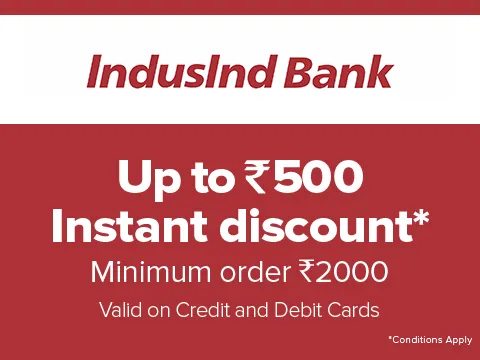 IndusInd Bank
Up to ₹500
Instant discount*
Minimum order ₹2000
Valid on Credit and Debit Cards
*Conditions Apply